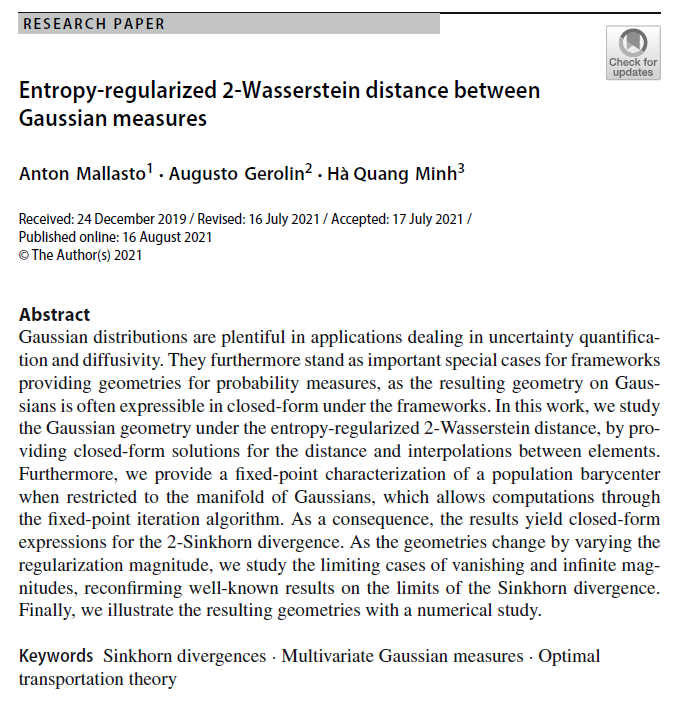 RESEARCH PAPER
Check for
updates
Entropy-regularized 2-Wasserstein distance between
Gaussian measures
Anton Mallasto¹ · Augusto Gerolin² · Hà Quang Minh³
Received: 24 December 2019 / Revised: 16 July 2021 / Accepted: 17 July 2021 /
Published online: 16 August 2021
© The Author(s) 2021
Abstract
Gaussian distributions are plentiful in applications dealing in uncertainty quantifica-
tion and diffusivity. They furthermore stand as important special cases for frameworks
providing geometries for probability measures, as the resulting geometry on Gaus-
sians is often expressible in closed-form under the frameworks. In this work, we study
the Gaussian geometry under the entropy-regularized 2-Wasserstein distance, by pro-
viding closed-form solutions for the distance and interpolations between elements.
Furthermore, we provide a fixed-point characterization of a population barycenter
when restricted to the manifold of Gaussians, which allows computations through
the fixed-point iteration algorithm. As a consequence, the results yield closed-form
expressions for the 2-Sinkhorn divergence. As the geometries change by varying the
regularization magnitude, we study the limiting cases of vanishing and infinite mag-
nitudes, reconfirming well-known results on the limits of the Sinkhorn divergence.
Finally, we illustrate the resulting geometries with a numerical study.
Keywords Sinkhorn divergences · Multivariate Gaussian measures · Optimal
transportation theory